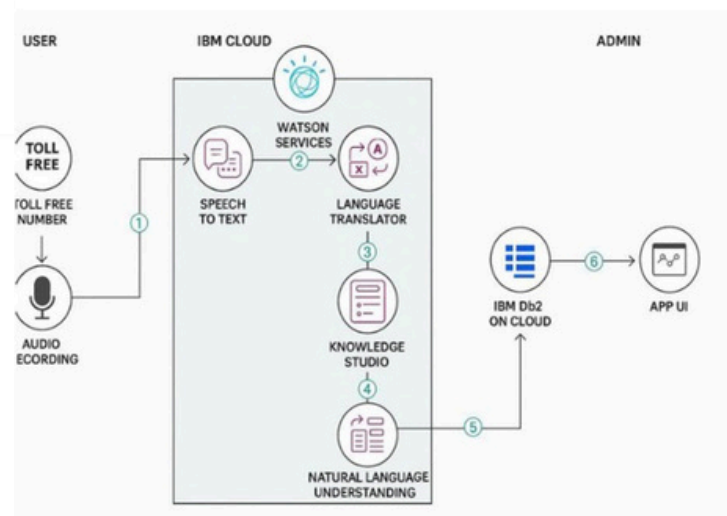 USER
IBM CLOUD
ADMIN
WATSON
SERVICES
TOLL
FREE
TOLL FREE
NUMBER
1
SPEECH
TO TEXT
2
A
X
LANGUAGE
TRANSLATOR
3
AUDIO
ECORDING
KNOWLEDGE
STUDIO
4
NATURAL LANGUAGE
UNDERSTANDING
5
IBM Db2
ON CLOUD
6
APP UI